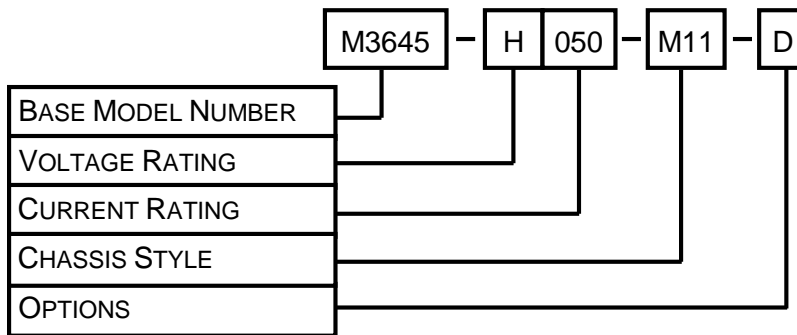 M3645 – H 050 – M11 – D
BASE MODEL NUMBER
VOLTAGE RATING
CURRENT RATING
CHASSIS STYLE
OPTIONS